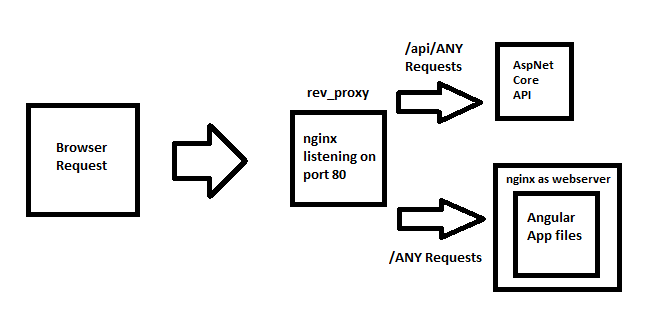 Browser
Request
rev_proxy
nginx
listening on
port 80
/api/ANY
Requests
AspNet
Core
API
/ANY Requests
nginx as webserver
Angular
App files